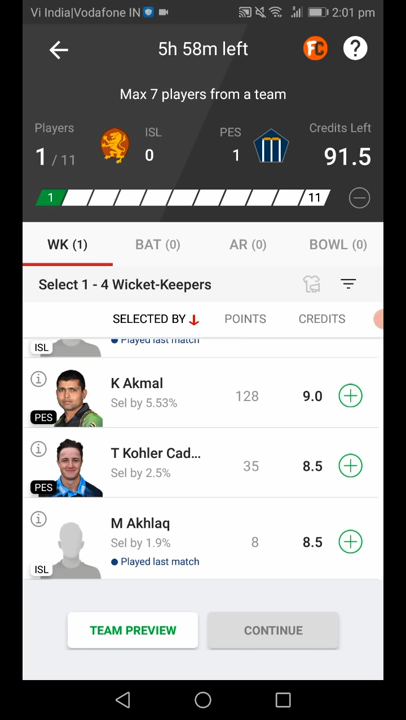 Vi India|Vodafone IN 2:01 pm
5h 58m left FC ?
Max 7 players from a team
Players ISL PES Credits Left
1 / 11 0 1 91.5
1 11
WK (1) BAT (0) AR (0) BOWL (0)
Select 1 - 4 Wicket-Keepers
SELECTED BY POINTS CREDITS
ISL Played last match
K Akmal
Sel by 5.53% 128 9.0
PES
T Kohler Cad...
Sel by 2.5% 35 8.5
PES
M Akhlaq
Sel by 1.9% 8 8.5
ISL Played last match
TEAM PREVIEW CONTINUE